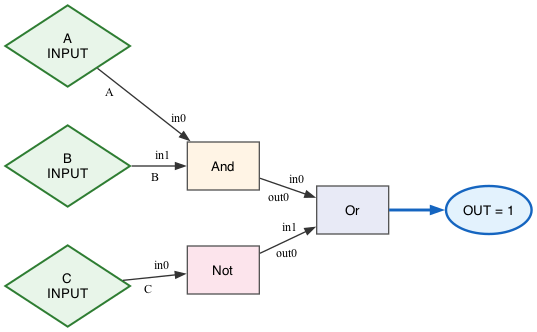 A
INPUT
A
in0
B
INPUT
in1
B
And
in0
out0
Or
OUT = 1
in1
out0
C
INPUT
in0
C
Not